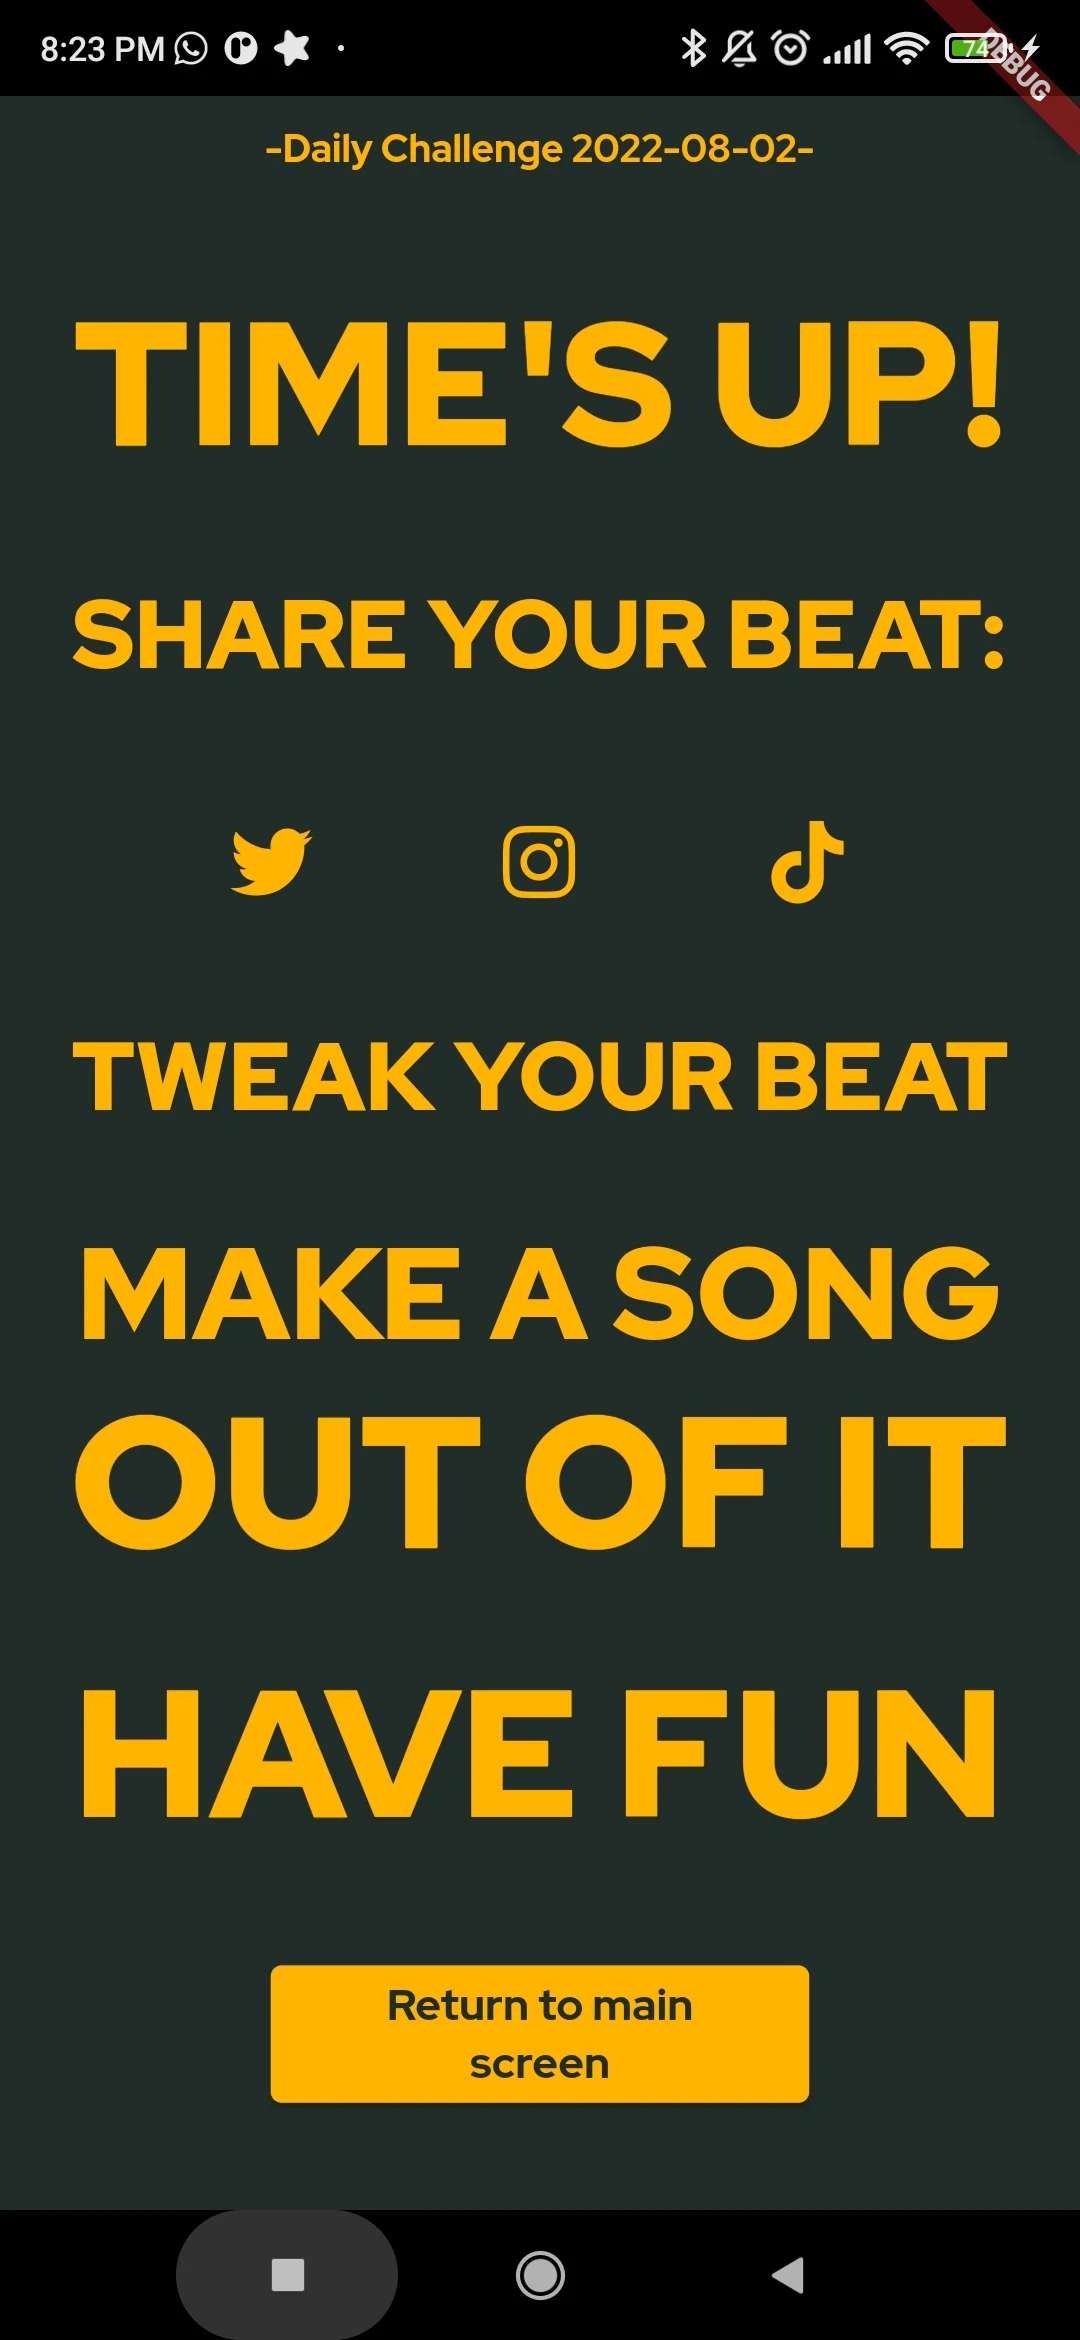 8:23 PM
74
DEBUG
-Daily Challenge 2022-08-02-
TIME'S UP!
SHARE YOUR BEAT:
TWEAK YOUR BEAT
MAKE A SONG
OUT OF IT
HAVE FUN
Return to main
screen